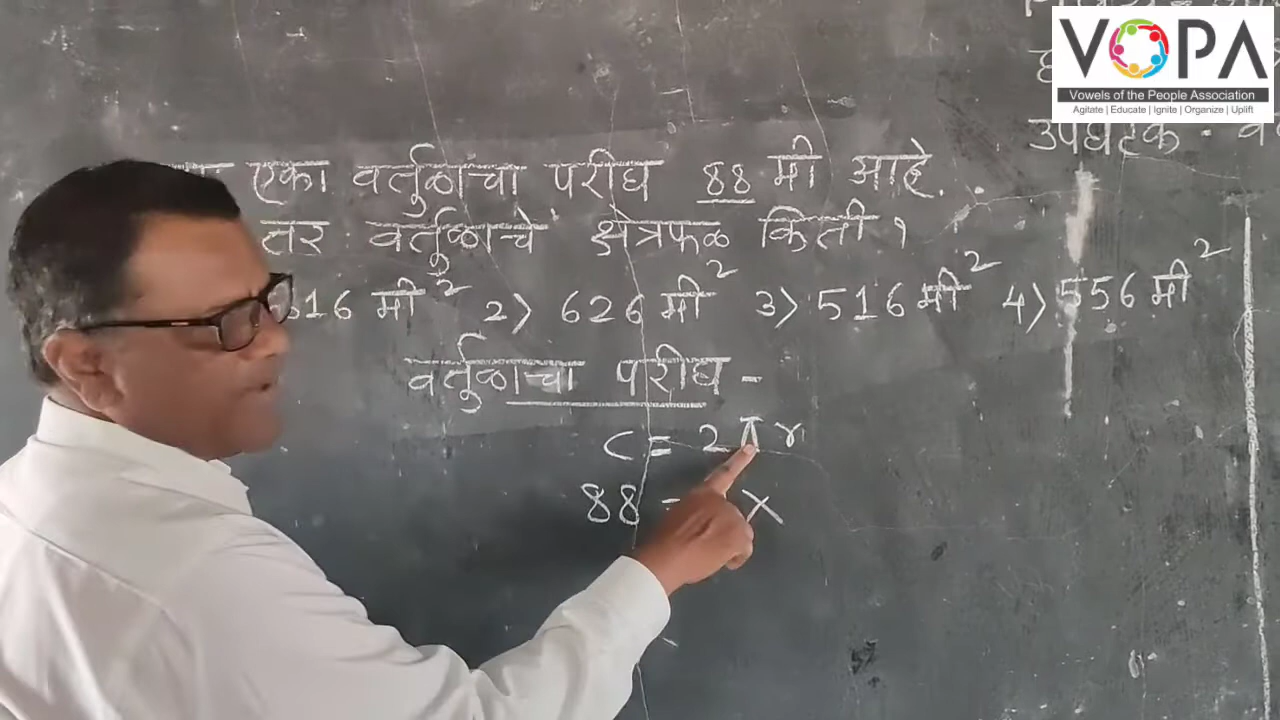 VOPA
Vowels of the People Association
Agitate | Educate | Ignite | Organize | Uplift
उपघटक -
एका वर्तुळाचा परीघ 88 मी आहे.
तर वर्तुळाचे क्षेत्रफळ किती?
616 मी² 2) 626 मी² 3) 516 मी² 4) 556 मी²
वर्तुळाचा परीघ -
C = 2πr
88 = ×